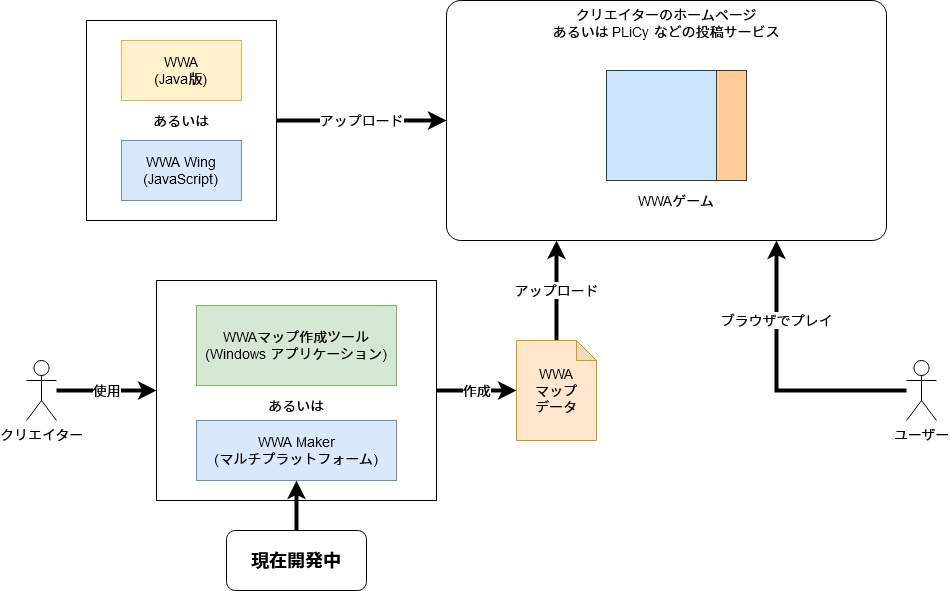 クリエイターのホームページ
あるいは PLiCy などの投稿サービス
WWA
(Java版)
あるいは
WWA Wing
(JavaScript)
アップロード
WWAゲーム
アップロード
ブラウザでプレイ
WWAマップ作成ツール
(Windows アプリケーション)
あるいは
WWA Maker
(マルチプラットフォーム)
使用
クリエイター
作成
WWA
マップ
データ
ユーザー
現在開発中